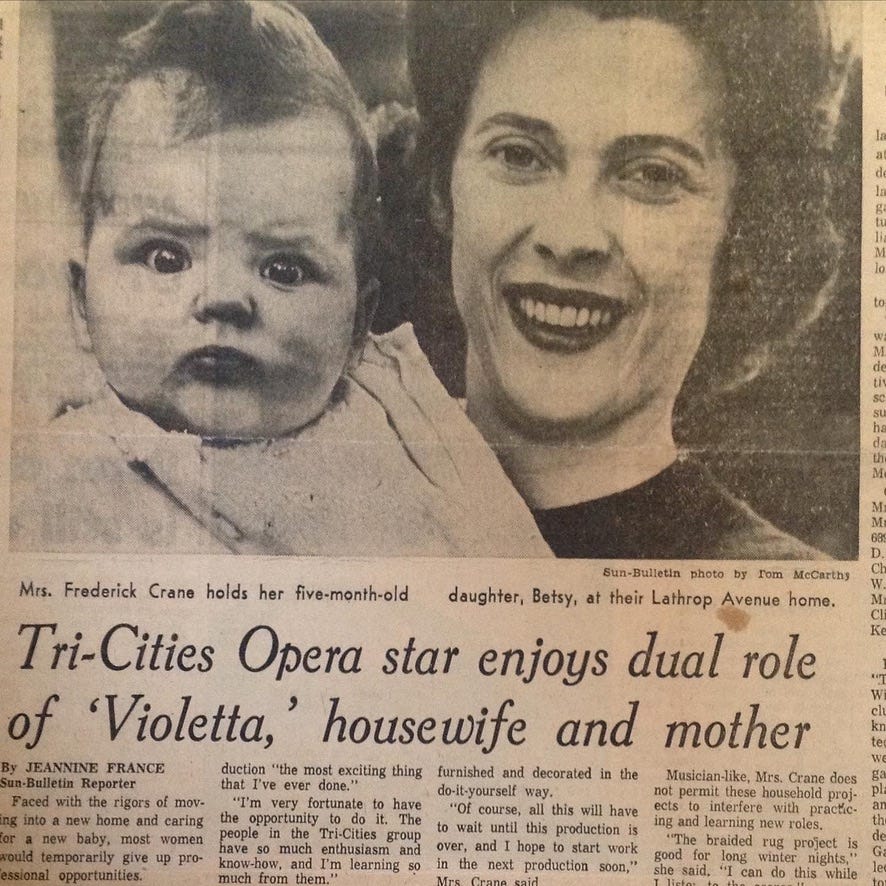 Sun-Bulletin photo by Tom McCarthy
Mrs. Frederick Crane holds her five-month-old daughter, Betsy, at their Lathrop Avenue home.
Tri-Cities Opera star enjoys dual role
of ‘Violetta,’ housewife and mother
By JEANNINE FRANCE
Sun-Bulletin Reporter
Faced with the rigors of mov-
ing into a new home and caring
for a new baby, most women
would temporarily give up pro-
fessional opportunities.
duction "the most exciting thing
that I've ever done."
"I'm very fortunate to have
the opportunity to do it. The
people in the Tri-Cities group
have so much enthusiasm and
know-how, and I'm learning so
much from them."
furnished and decorated in the
do-it-yourself way.
"Of course, all this will have
to wait until this production is
over, and I hope to start work
in the next production soon,"
Mrs. Crane said.
Musician-like, Mrs. Crane does
not permit these household proj-
ects to interfere with practic-
ing and learning new roles.
"The braided rug project is
good for long winter nights,"
she said. "I can do this while